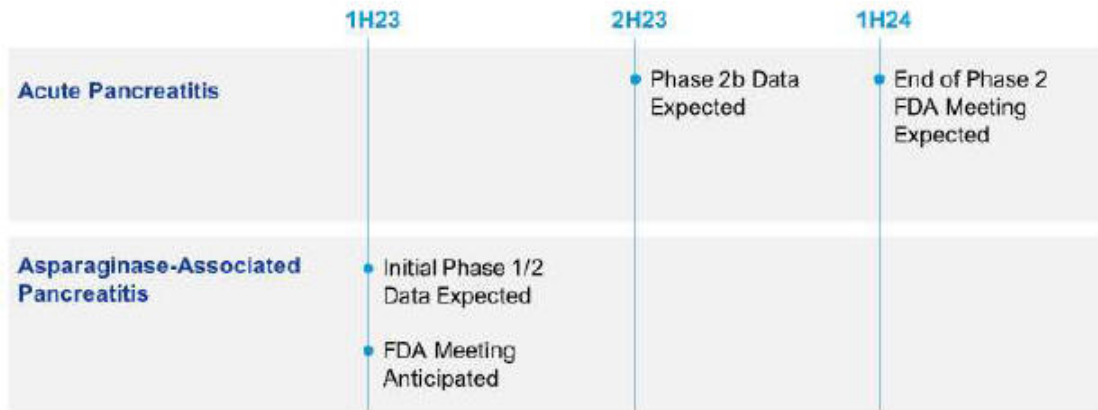 1H23 2H23 1H24
Acute Pancreatitis
Phase 2b Data
Expected
End of Phase 2
FDA Meeting
Expected
Asparaginase-Associated
Pancreatitis
Initial Phase 1/2
Data Expected
FDA Meeting
Anticipated